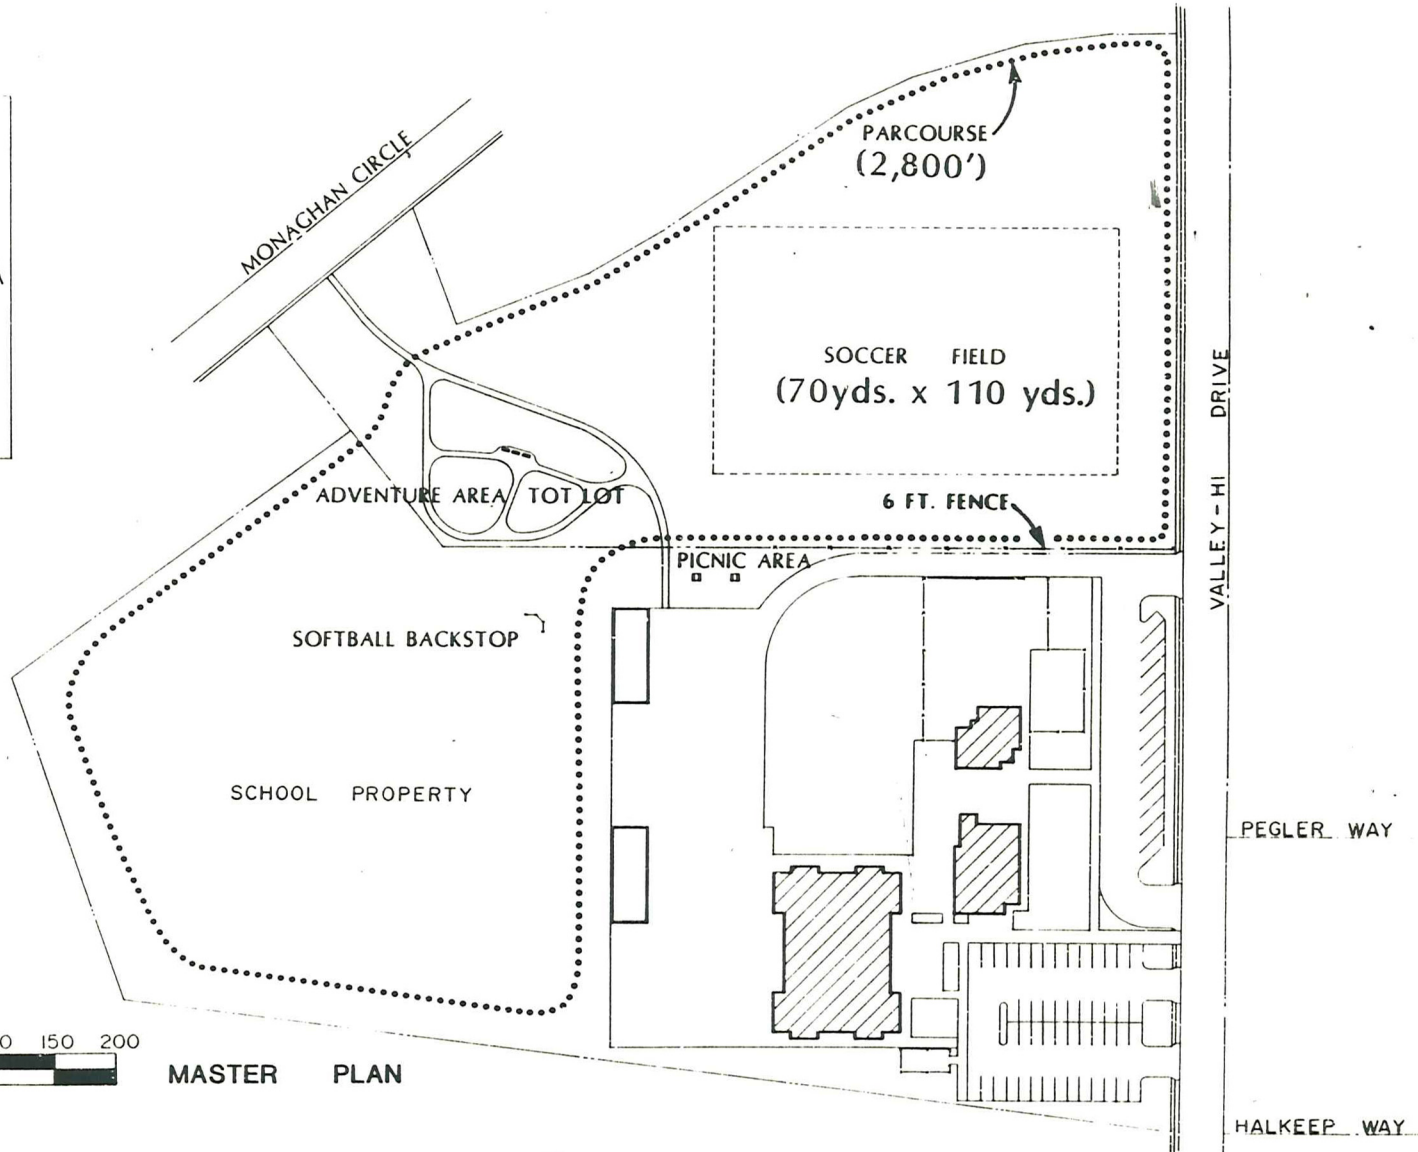 PARCOURSE
(2,800')
MONAGHAN CIRCLE
SOCCER FIELD
(70yds. x 110 yds.)
VALLEY-HI DRIVE
ADVENTURE AREA TOT LOT
6 FT. FENCE
PICNIC AREA
SOFTBALL BACKSTOP
SCHOOL PROPERTY
PEGLER WAY
0 150 200
MASTER PLAN
HALKEEP WAY